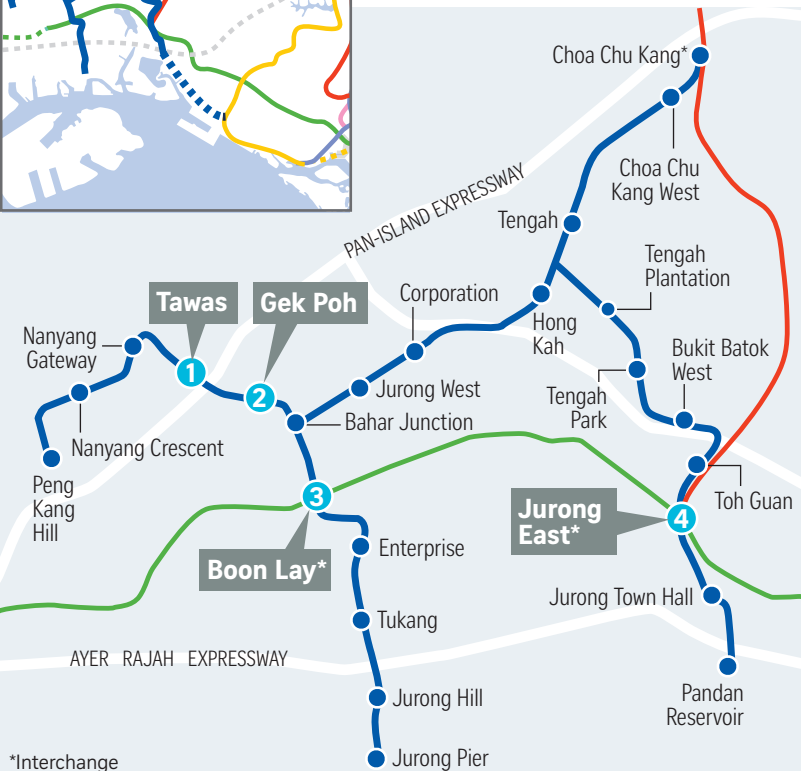 Choa Chu Kang*
Choa Chu
Kang West
PAN-ISLAND EXPRESSWAY
Tengah
Tengah
Plantation
Tawas
Gek Poh
Corporation
Hong
Kah
Nanyang
Gateway
1
2
Jurong West
Bukit Batok
West
Tengah
Park
Bahar Junction
Nanyang Crescent
Peng
Kang
Hill
3
Toh Guan
Jurong
East*
4
Boon Lay*
Enterprise
Jurong Town Hall
Tukang
AYER RAJAH EXPRESSWAY
Jurong Hill
Pandan
Reservoir
Jurong Pier
*Interchange